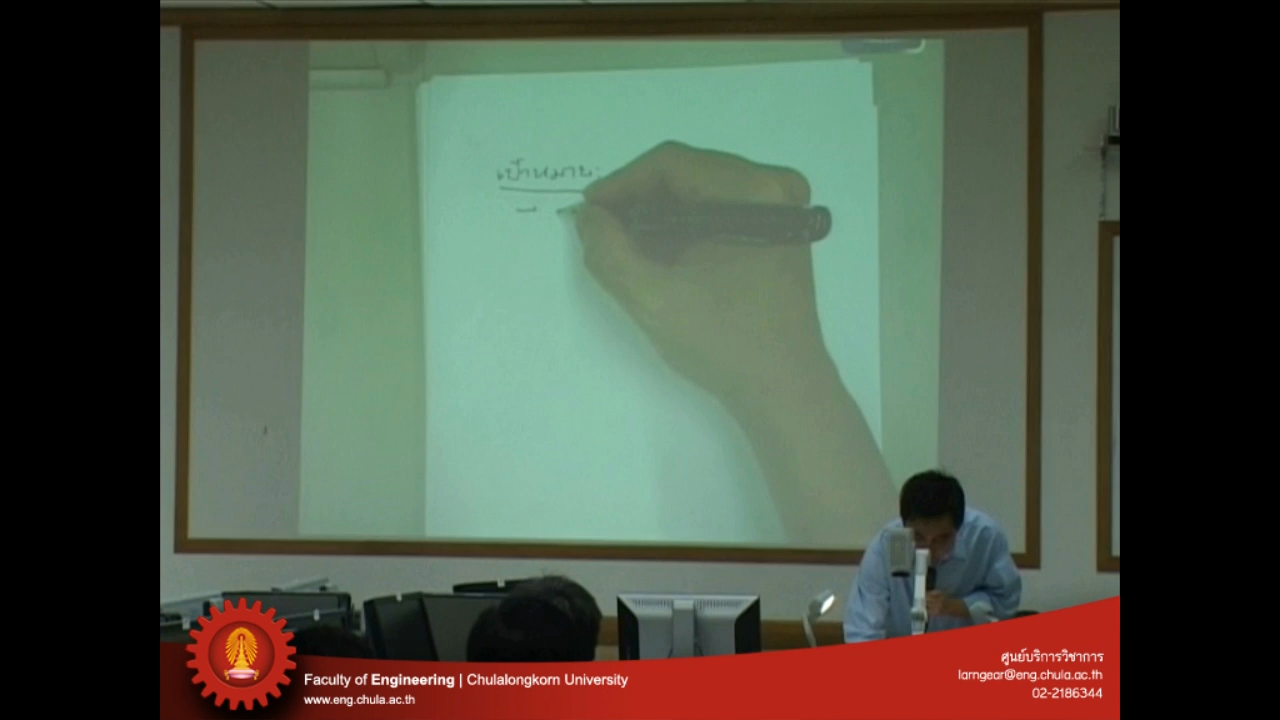 เป้าหมาย:
-
Faculty of Engineering | Chulalongkorn University
www.eng.chula.ac.th
ศูนย์บริการวิชาการ
larngear@eng.chula.ac.th
02-2186344